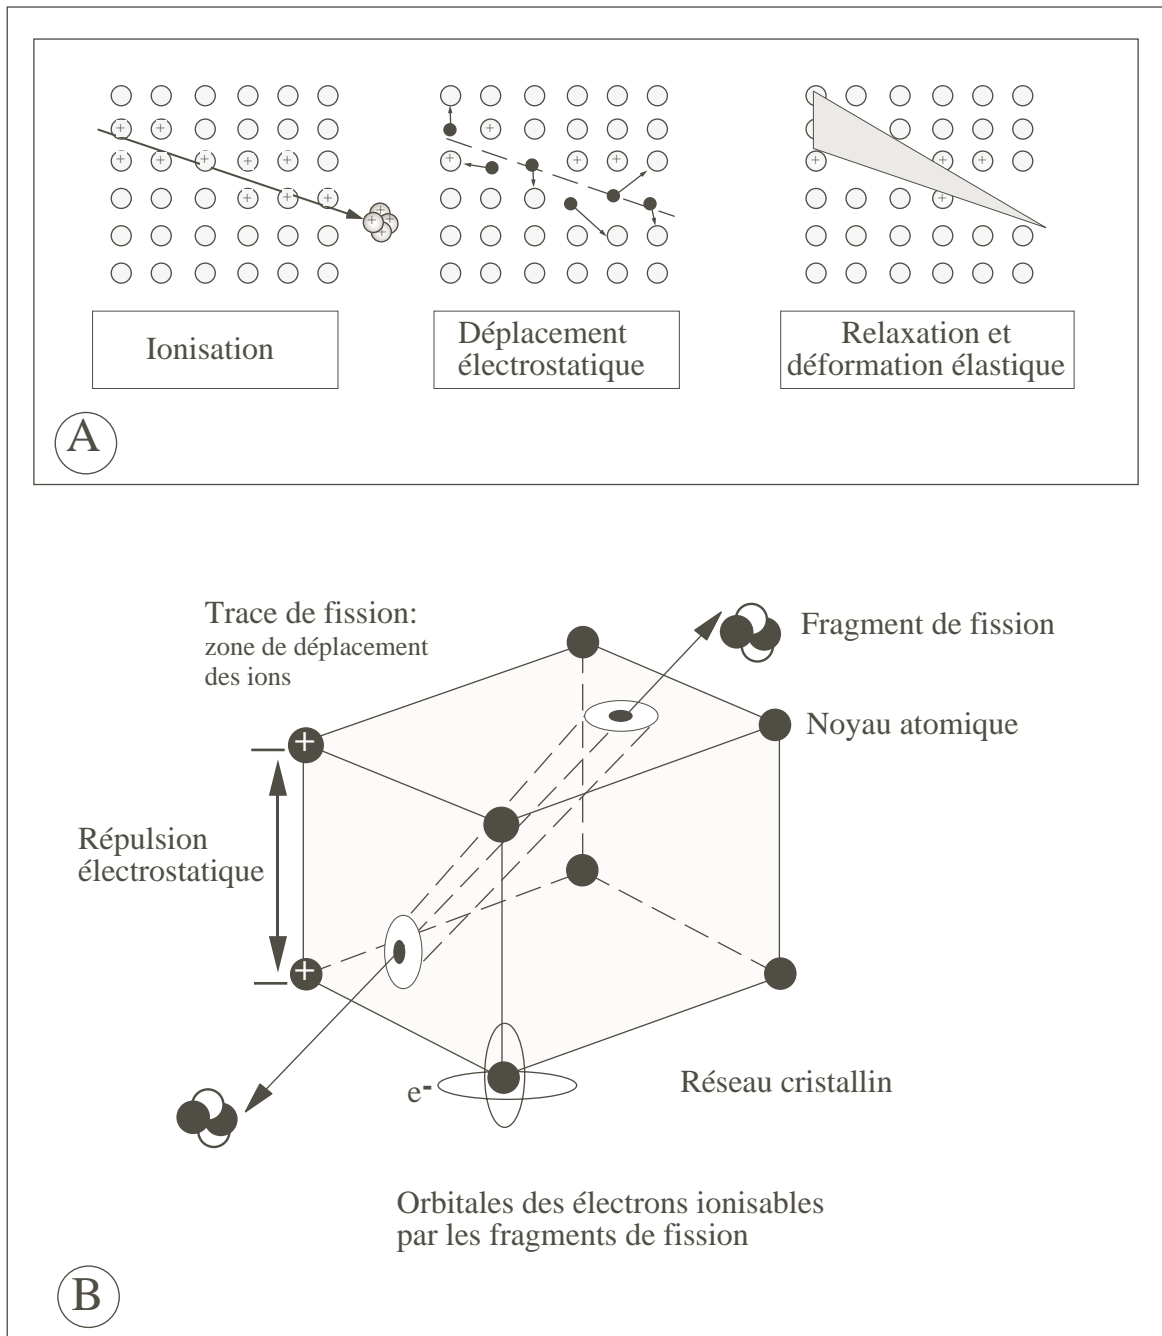 Ionisation
Déplacement
électrostatique
Relaxation et
déformation élastique
A
Trace de fission:
zone de déplacement
des ions
Fragment de fission
Noyau atomique
Répulsion
électrostatique
e-
Réseau cristallin
Orbitales des électrons ionisables
par les fragments de fission
B